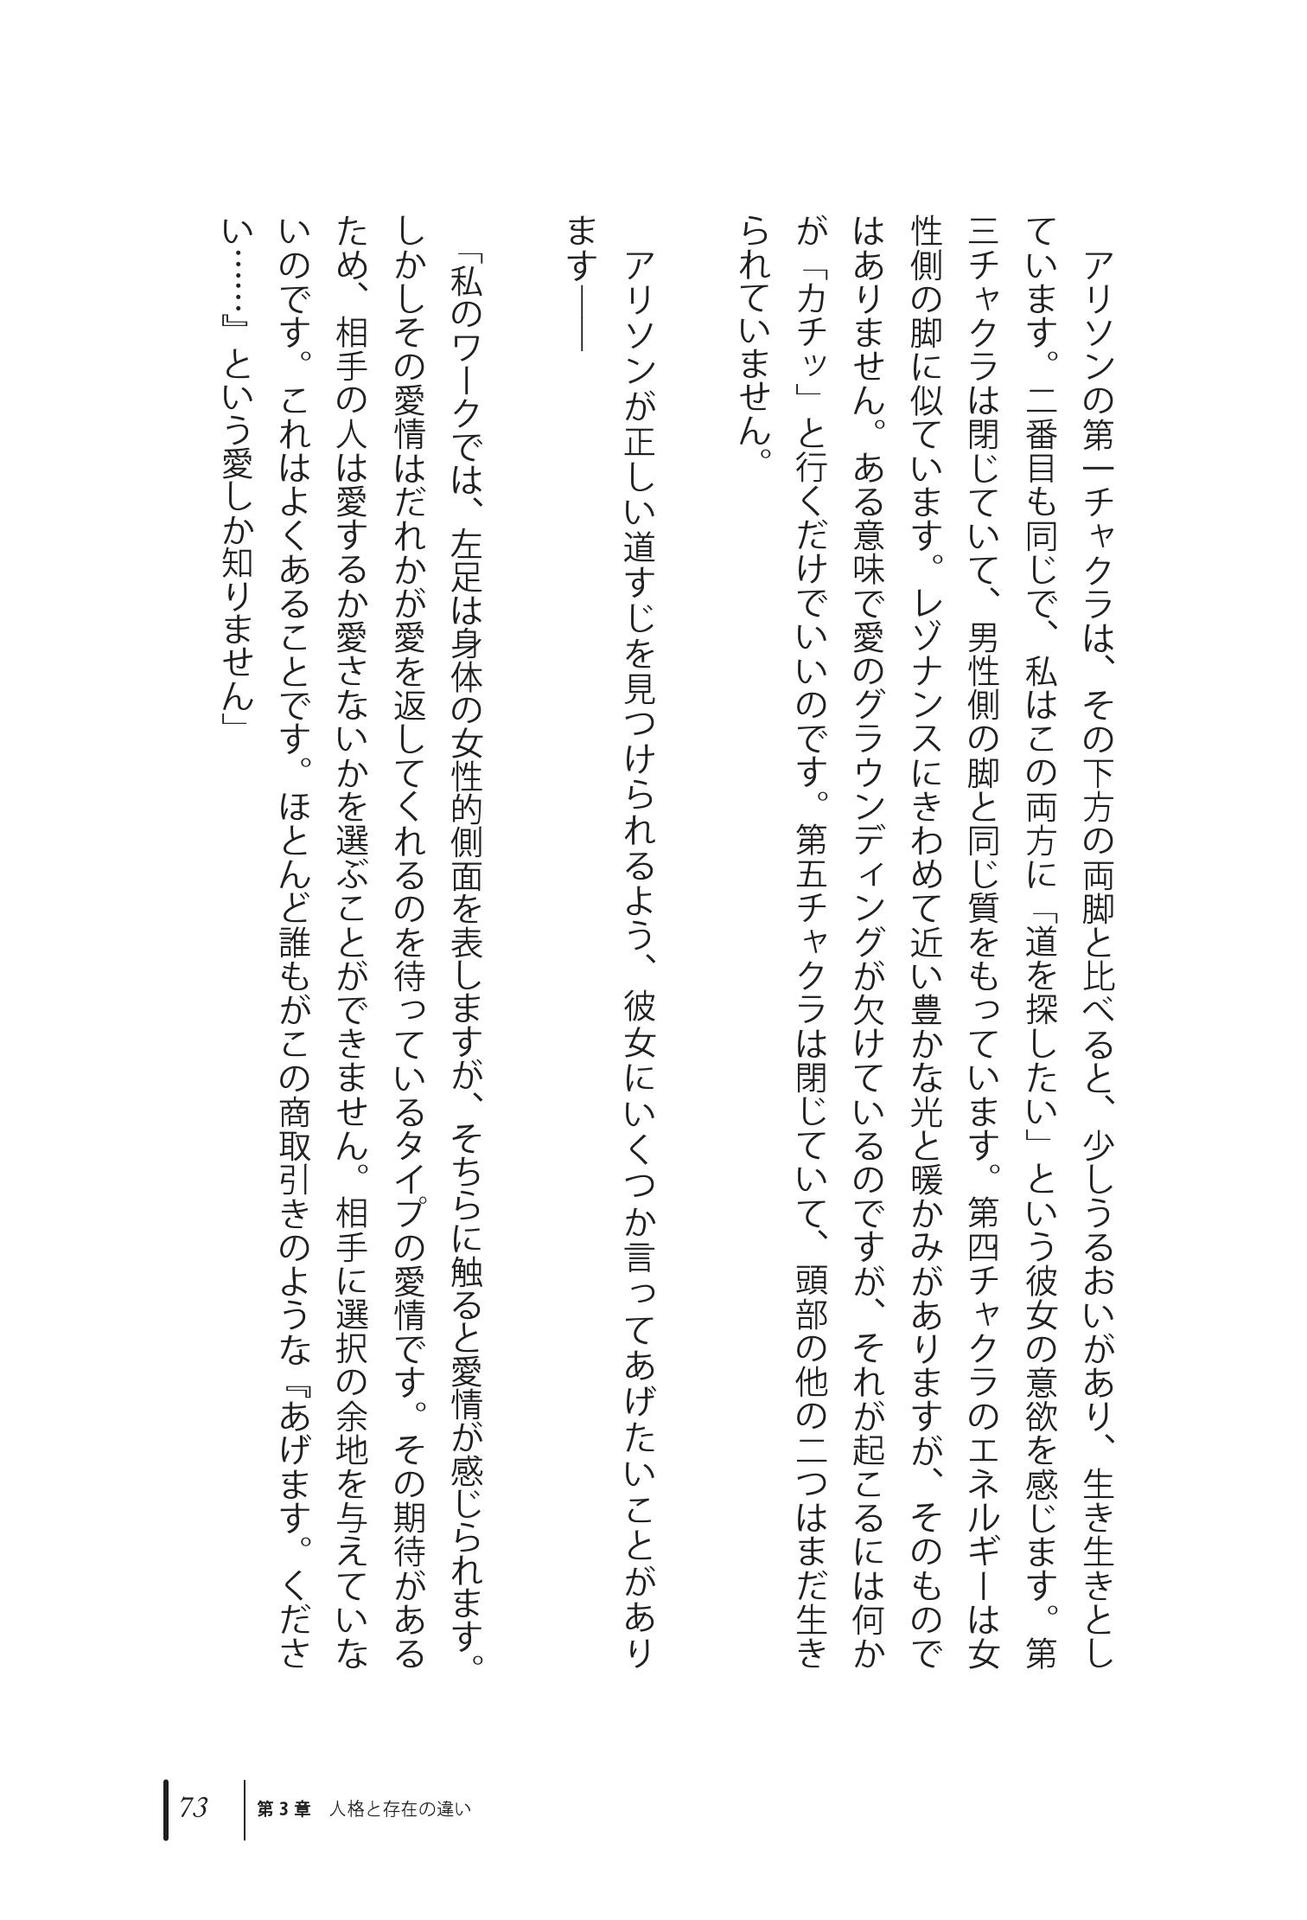 アリソンの第一チャクラは、その下方の両脚と比べると、少しうるおいがあり、生き生きとし
ています。二番目も同じで、私はこの両方に「道を探したい」という彼女の意欲を感じます。第
三チャクラは閉じていて、男性側の脚と同じ質をもっています。第四チャクラのエネルギーは女
性側の脚に似ています。レゾナンスにきわめて近い豊かな光と暖かみがありますが、そのもので
はありません。ある意味で愛のグラウンディングが欠けているのですが、それが起こるには何か
が「カチッ」と行くだけでいいのです。第五チャクラは閉じていて、頭部の他の二つはまだ生き
られていません。
アリソンが正しい道すじを見つけられるよう、彼女にいくつか言ってあげたいことがあり
ます――
「私のワークでは、左足は身体の女性的側面を表しますが、そちらに触ると愛情が感じられます。
しかしその愛情はだれかが愛を返してくれるのを待っているタイプの愛情です。その期待がある
ため、相手の人は愛するか愛さないかを選ぶことができません。相手に選択の余地を与えていな
いのです。これはよくあることです。ほとんど誰もがこの商取引きのような『あげます。くださ
い……』という愛しか知りません」
73 第3章 人格と存在の違い